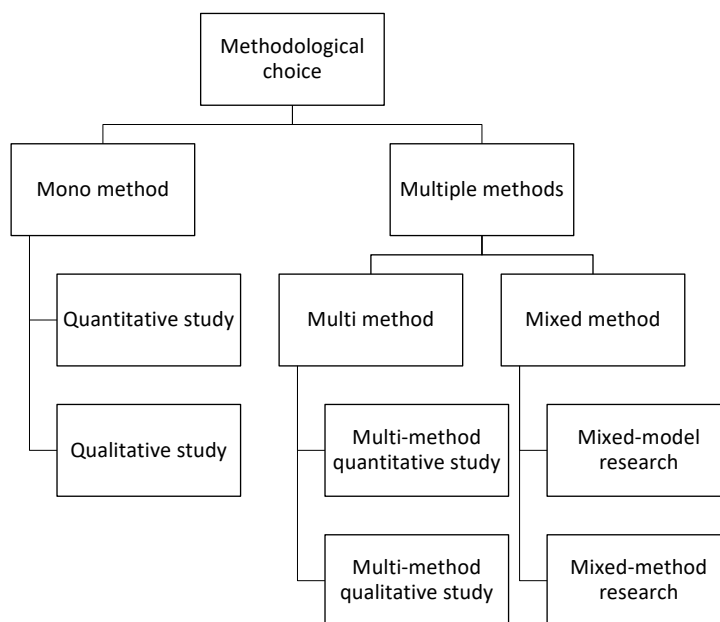 Methodological
choice
Mono method
Multiple methods
Quantitative study
Multi method
Mixed method
Qualitative study
Multi-method
quantitative study
Mixed-model
research
Multi-method
qualitative study
Mixed-method
research